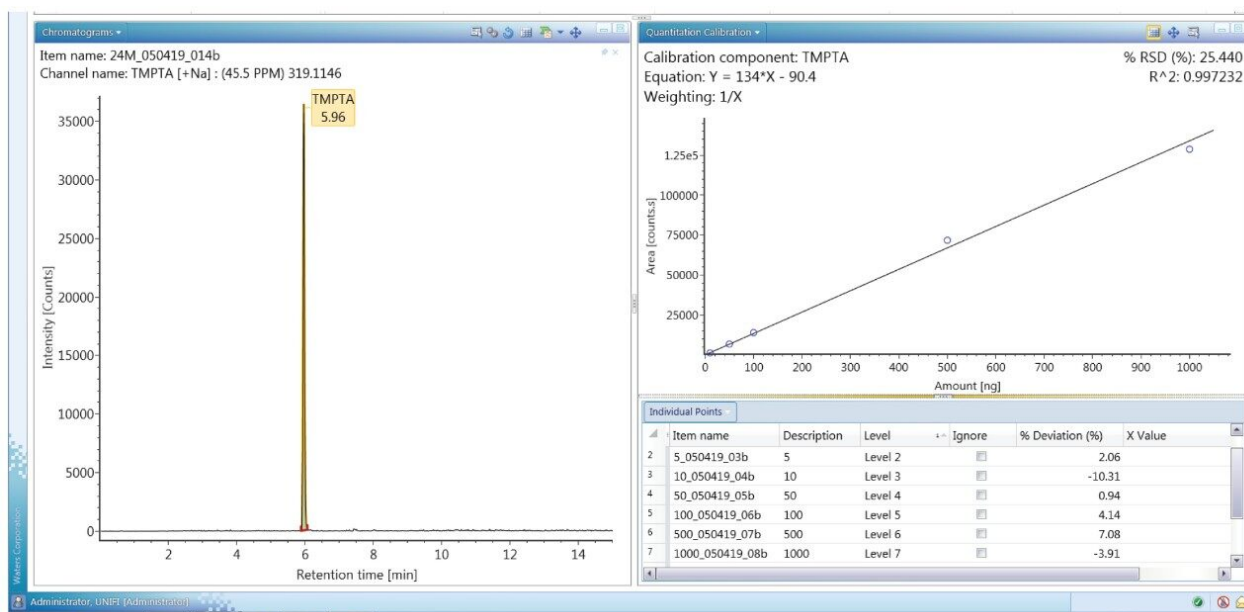 Chromatograms
Item name: 24M_050419_014b
Channel name: TMPTA [+Na] : (45.5 PPM) 319.1146
TMPTA
5.96
35000
30000
25000
20000
15000
10000
5000
0
Intensity [Counts]
2 4 6 8 10 12 14
Retention time [min]
Quantitation Calibration
Calibration component: TMPTA % RSD (%): 25.440
Equation: Y = 134*X - 90.4 R^2: 0.997232
Weighting: 1/X
1.25e5
100000
75000
50000
25000
Area [counts.s]
0 100 200 300 400 500 600 700 800 900 1000
Amount [ng]
Individual Points
Item name Description Level Ignore % Deviation (%) X Value
2 5_050419_03b 5 Level 2 2.06
3 10_050419_04b 10 Level 3 -10.31
4 50_050419_05b 50 Level 4 0.94
5 100_050419_06b 100 Level 5 4.14
6 500_050419_07b 500 Level 6 7.08
7 1000_050419_08b 1000 Level 7 -3.91
Waters Corporation
Administrator, UNIFI [Administrator]